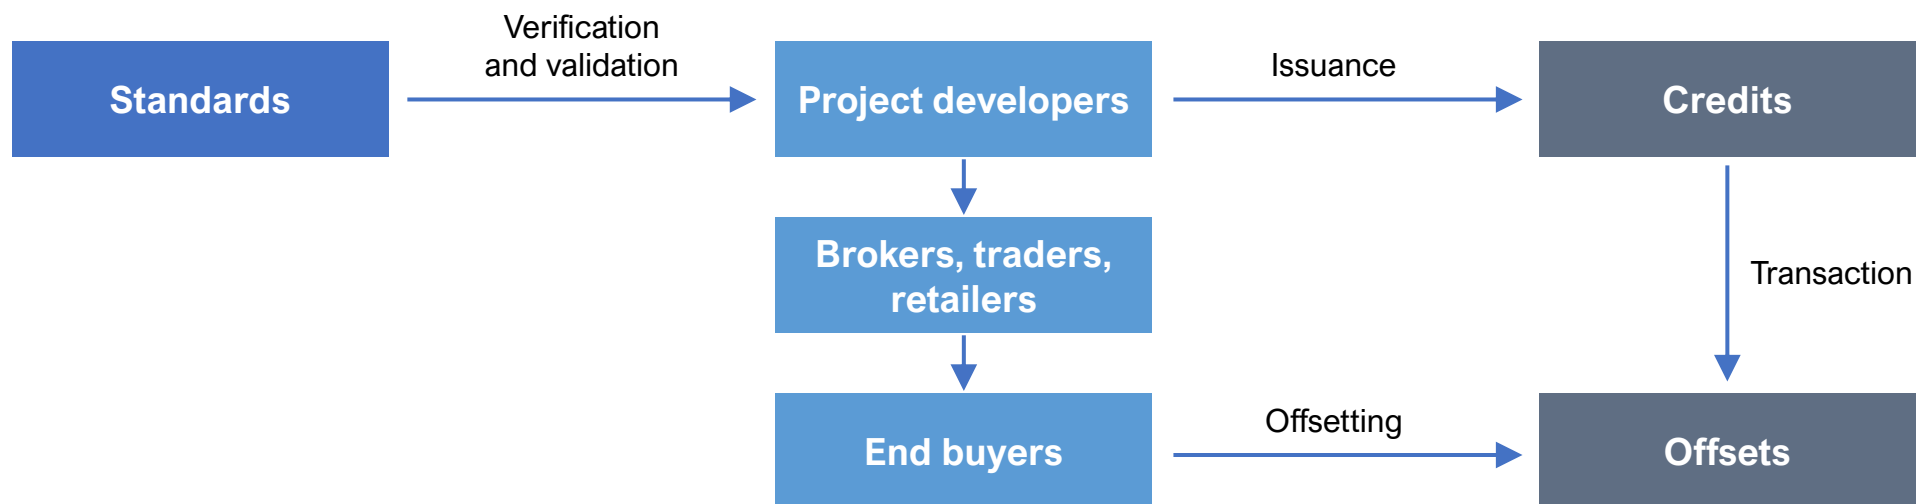 Verification
and validation
Standards
Project developers
Issuance
Credits
Brokers, traders,
retailers
Transaction
End buyers
Offsetting
Offsets